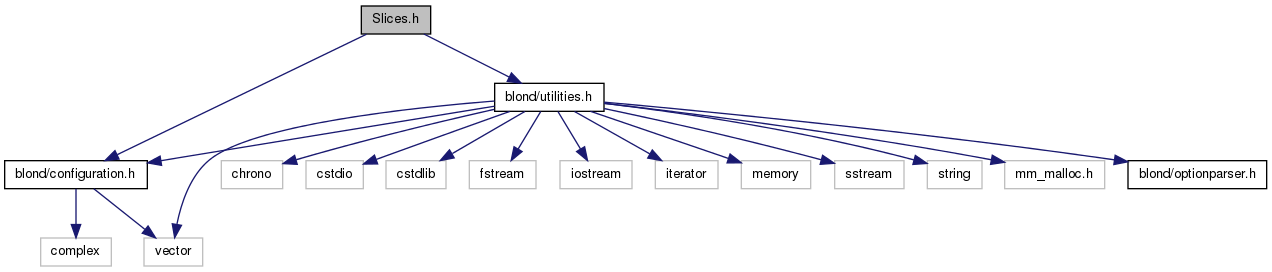 Slices.h
blond/utilities.h
blond/configuration.h
chrono
cstdio
cstdlib
fstream
iostream
iterator
memory
sstream
string
mm_malloc.h
blond/optionparser.h
complex
vector